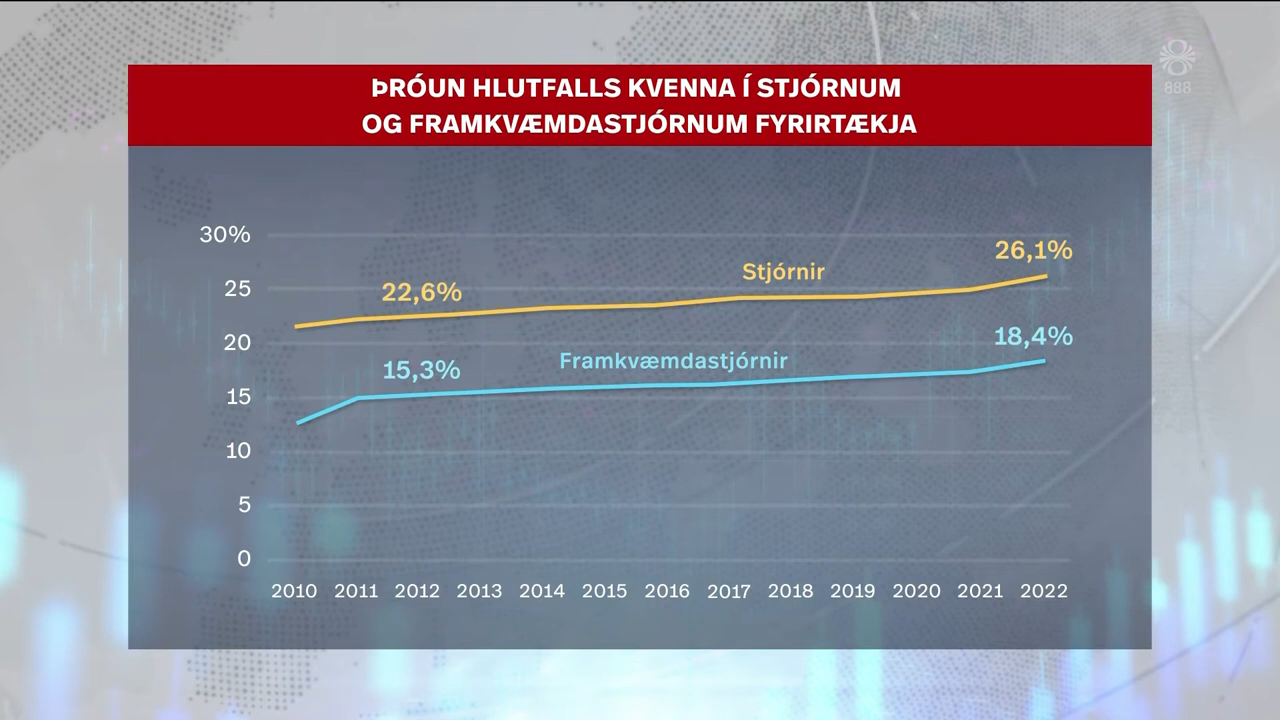 888
ÞRÓUN HLUTFALLS KVENNA Í STJÓRNUM
OG FRAMKVÆMDASTJÓRNUM FYRIRTÆKJA
30%
25
20
15
10
5
0
22,6%
Stjórnir
26,1%
15,3%
Framkvæmdastjórnir
18,4%
2010 2011 2012 2013 2014 2015 2016 2017 2018 2019 2020 2021 2022